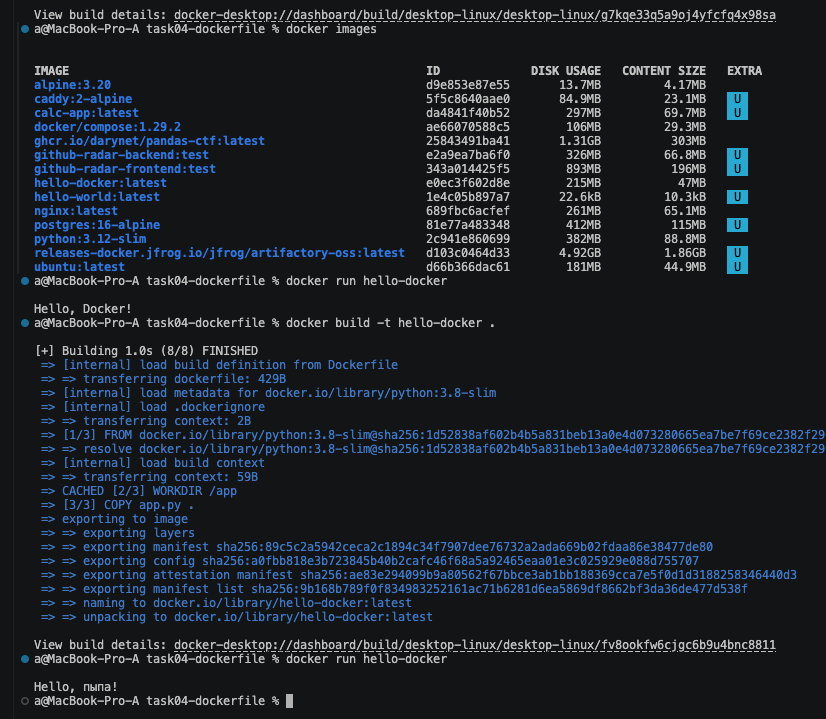 View build details: docker-desktop://dashboard/build/desktop-linux/desktop-linux/g7kqe33q5a9oj4yfcfq4x98sa
a@MacBook-Pro-A task04-dockerfile % docker images
IMAGE ID DISK USAGE CONTENT SIZE EXTRA
alpine:3.20 d9e853e87e55 13.7MB 4.17MB
caddy:2-alpine 5f5c8640aae0 84.9MB 23.1MB U
calc-app:latest da4841f40b52 297MB 69.7MB U
docker/compose:1.29.2 ae66070588c5 106MB 29.3MB
ghcr.io/darynet/pandas-ctf:latest 25843491ba41 1.31GB 303MB
github-radar-backend:test e2a9ea7ba6f0 326MB 66.8MB U
github-radar-frontend:test 343a014425f5 893MB 196MB U
hello-docker:latest e0ec3f602d8e 215MB 47MB
hello-world:latest 1e4c05b897a7 22.6kB 10.3kB U
nginx:latest 689fbc6acfef 261MB 65.1MB
postgres:16-alpine 81e77a483348 412MB 115MB U
python:3.12-slim 2c941e860699 382MB 88.8MB
releases-docker.jfrog.io/jfrog/artifactory-oss:latest d103c0464d33 4.92GB 1.86GB U
ubuntu:latest d66b366dac61 181MB 44.9MB U
a@MacBook-Pro-A task04-dockerfile % docker run hello-docker
Hello, Docker!
a@MacBook-Pro-A task04-dockerfile % docker build -t hello-docker .
[+] Building 1.0s (8/8) FINISHED
=> [internal] load build definition from Dockerfile
=> => transferring dockerfile: 429B
=> [internal] load metadata for docker.io/library/python:3.8-slim
=> [internal] load .dockerignore
=> => transferring context: 2B
=> [1/3] FROM docker.io/library/python:3.8-slim@sha256:1d52838af602b4b5a831beb13a0e4d073280665ea7be7f69ce2382f29
=> => resolve docker.io/library/python:3.8-slim@sha256:1d52838af602b4b5a831beb13a0e4d073280665ea7be7f69ce2382f29
=> [internal] load build context
=> => transferring context: 59B
=> CACHED [2/3] WORKDIR /app
=> [3/3] COPY app.py .
=> exporting to image
=> => exporting layers
=> => exporting manifest sha256:89c5c2a5942ceca2c1894c34f7907dee76732a2ada669b02fdaa86e38477de80
=> => exporting config sha256:a0fbb818e3b723845b40b2cafc46f68a5a92465eaa01e3c025929e088d755707
=> => exporting attestation manifest sha256:ae83e294099b9a80562f67bbce3ab1bb188369cca7e5f0d1d3188258346440d3
=> => exporting manifest list sha256:9b168b789f0f834983252161ac71b6281d6ea5869df8662bf3da36de477d538f
=> => naming to docker.io/library/hello-docker:latest
=> => unpacking to docker.io/library/hello-docker:latest
View build details: docker-desktop://dashboard/build/desktop-linux/desktop-linux/fv8ookfw6cjgc6b9u4bnc8811
a@MacBook-Pro-A task04-dockerfile % docker run hello-docker
Hello, пыпа!
a@MacBook-Pro-A task04-dockerfile %